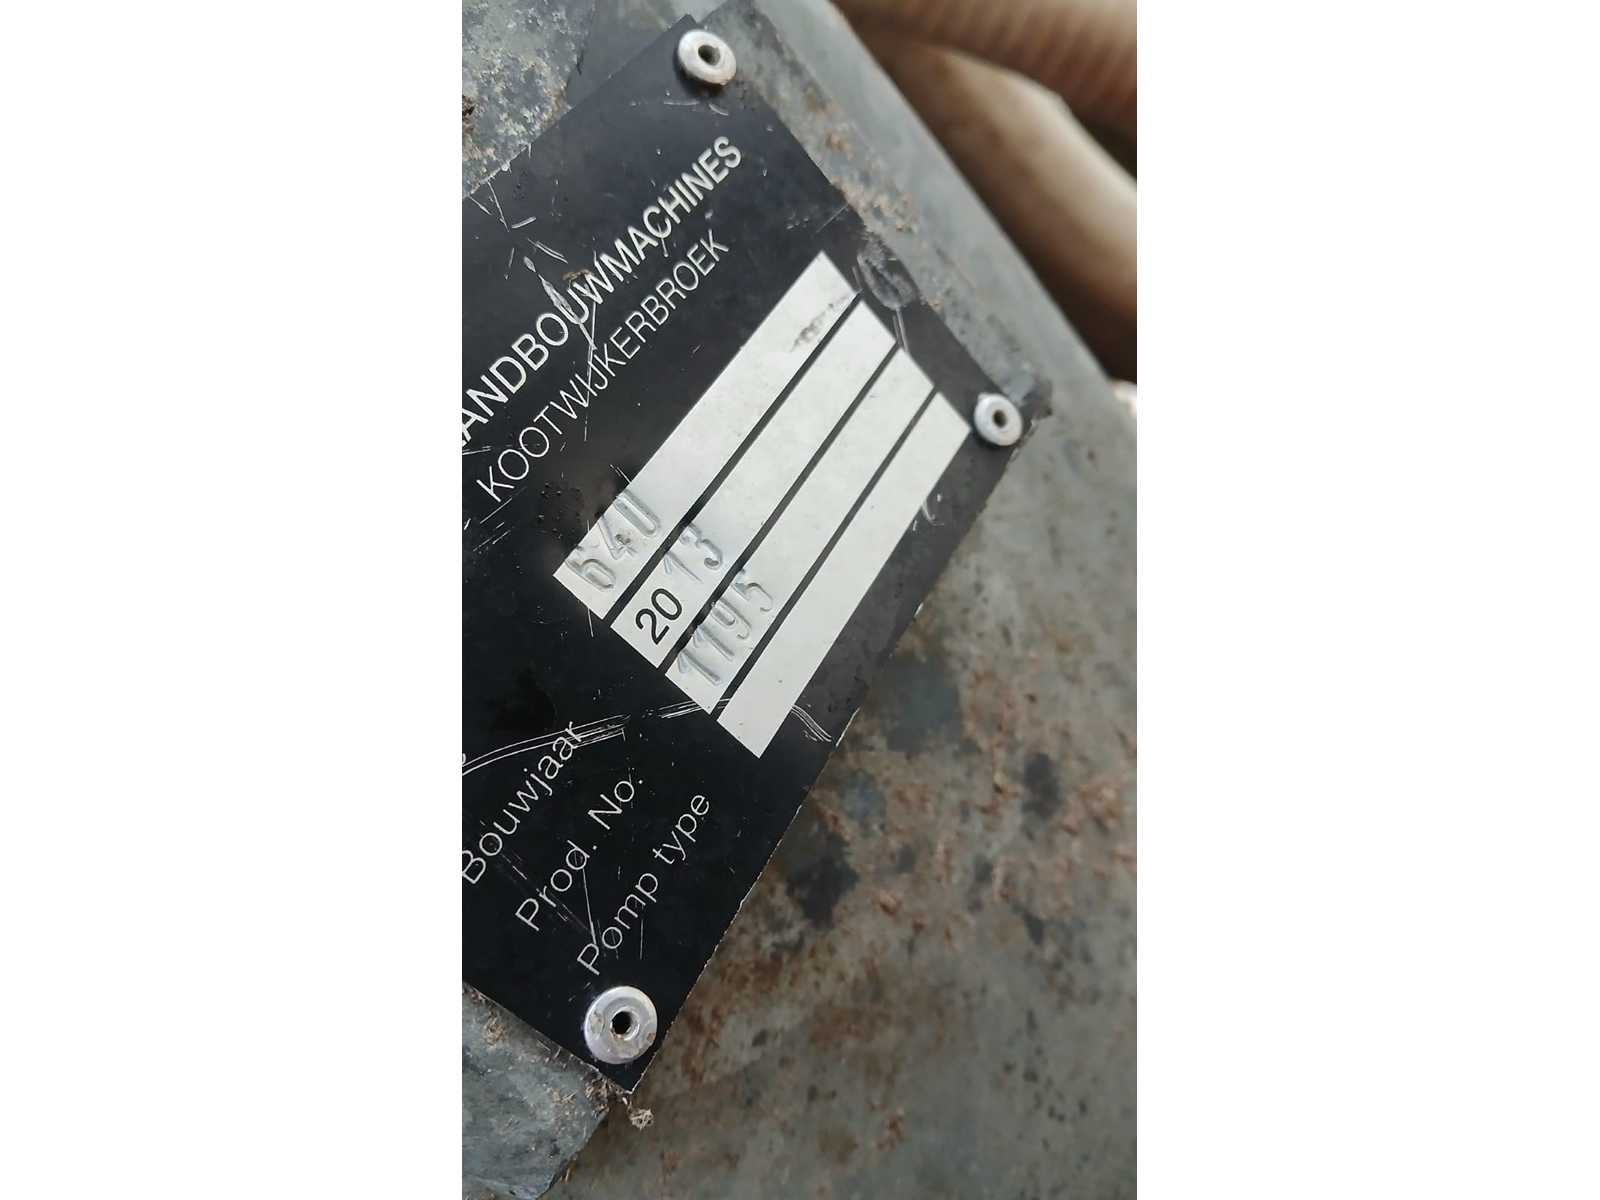 LANDBOUWMACHINES
KOOTWIJKERBROEK
640
Bouwjaar 2013
Prod. No. 1195
Pomp type